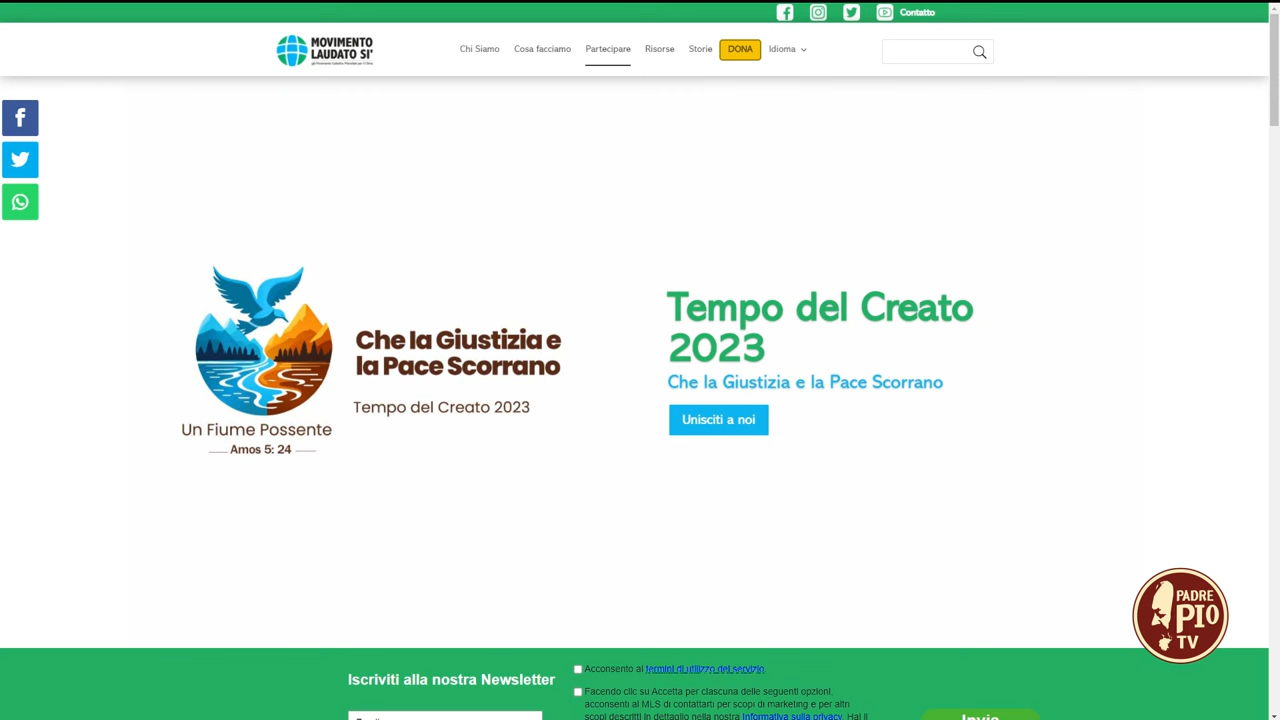 Contatto
MOVIMENTO
LAUDATO SI'
Chi Siamo
Cosa facciamo
Partecipare
Risorse
Storie
DONA
Idioma
Tempo del Creato
2023
Che la Giustizia e la Pace Scorrano
Unisciti a noi
Che la Giustizia e
la Pace Scorrano
Tempo del Creato 2023
Un Fiume Possente
Amos 5: 24
PADRE
PIO
TV
Iscriviti alla nostra Newsletter
Acconsento ai termini di utilizzo del servizio.
Facendo clic su Accetta per ciascuna delle seguenti opzioni,
acconsenti al MLS di contattarti per scopi di marketing e per altri
scopi descritti in dettaglio nella nostra Informativa sulla privacy. Hai il
Invia